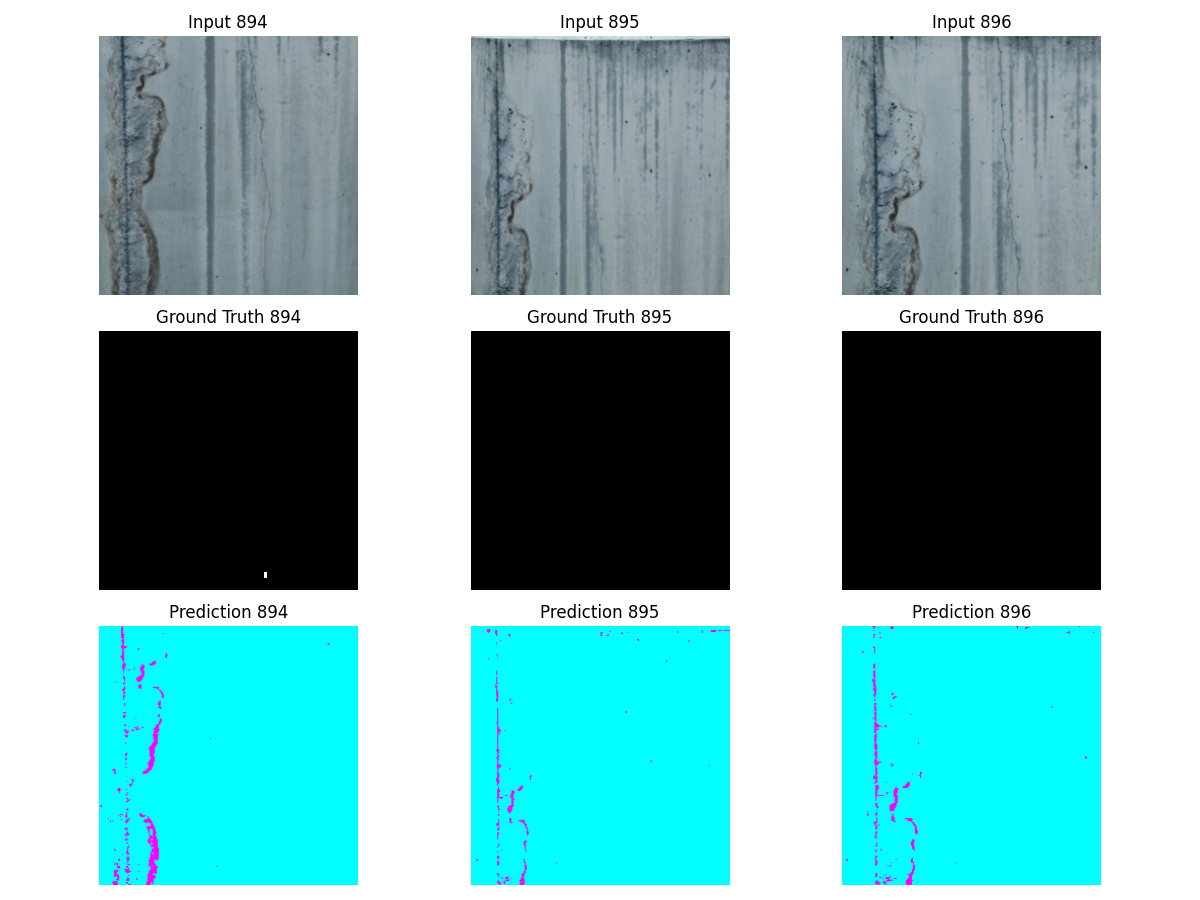 Input 894
Input 895
Input 896
Ground Truth 894
Ground Truth 895
Ground Truth 896
Prediction 894
Prediction 895
Prediction 896